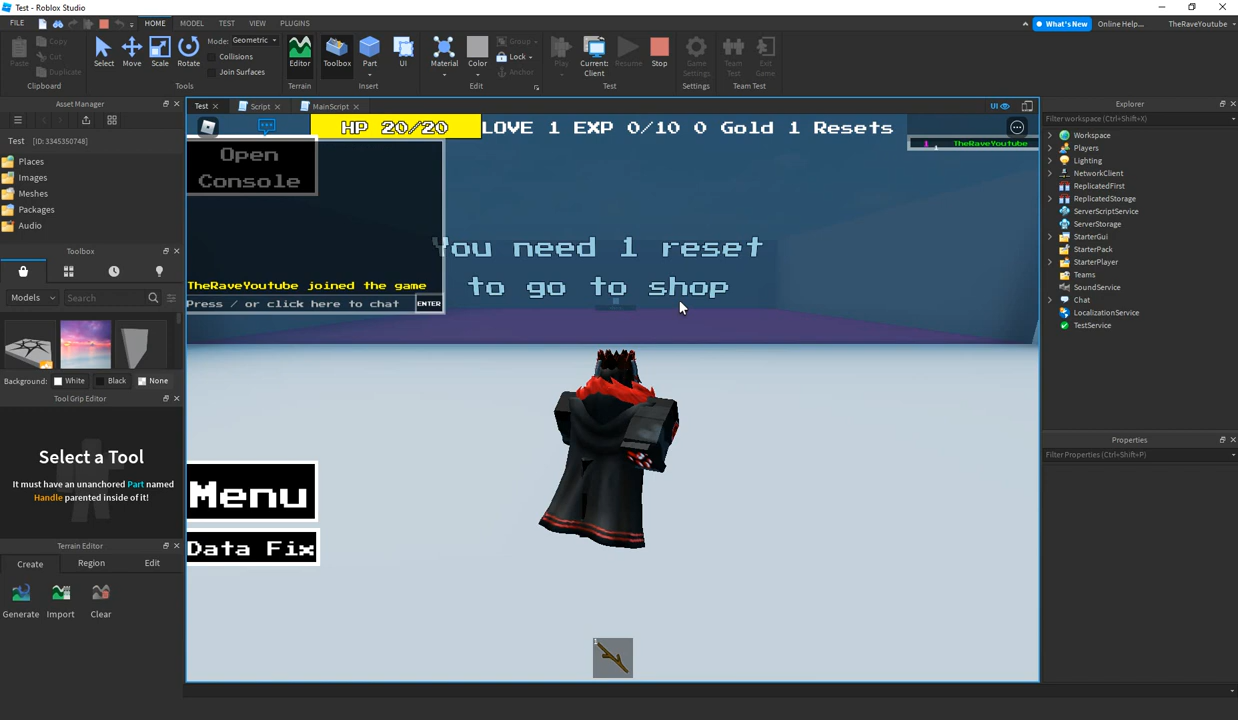 Test - Roblox Studio
FILE HOME MODEL TEST VIEW PLUGINS
What's New Online Help... TheRaveYoutube
Paste Copy Cut Duplicate
Clipboard
Select Move Scale Rotate
Mode: Geometric
Collisions
Join Surfaces
Tools
Editor
Terrain
Toolbox Part UI
Insert
Material Color
Group
Lock
Anchor
Edit
Play Current: Client Resume Stop
Test
Game Settings
Settings
Team Test Exit Game
Team Test
Asset Manager
Test [ID: 3345350748]
Places
Images
Meshes
Packages
Audio
Toolbox
Models Search
Background: White Black None
Tool Grip Editor
Select a Tool
It must have an unanchored Part named
Handle parented inside of it!
Terrain Editor
Create Region Edit
Generate Import Clear
Test Script MainScript UI
HP 20/20 LOVE 1 EXP 0/10 0 Gold 1 Resets
Open
Console
1 TheRaveYoutube
You need 1 reset
to go to shop
TheRaveYoutube joined the game
Press / or click here to chat ENTER
Menu
Data Fix
1
Explorer
Filter workspace (Ctrl+Shift+X)
Workspace
Players
Lighting
NetworkClient
ReplicatedFirst
ReplicatedStorage
ServerScriptService
ServerStorage
StarterGui
StarterPack
StarterPlayer
Teams
SoundService
Chat
LocalizationService
TestService
Properties
Filter Properties (Ctrl+Shift+P)